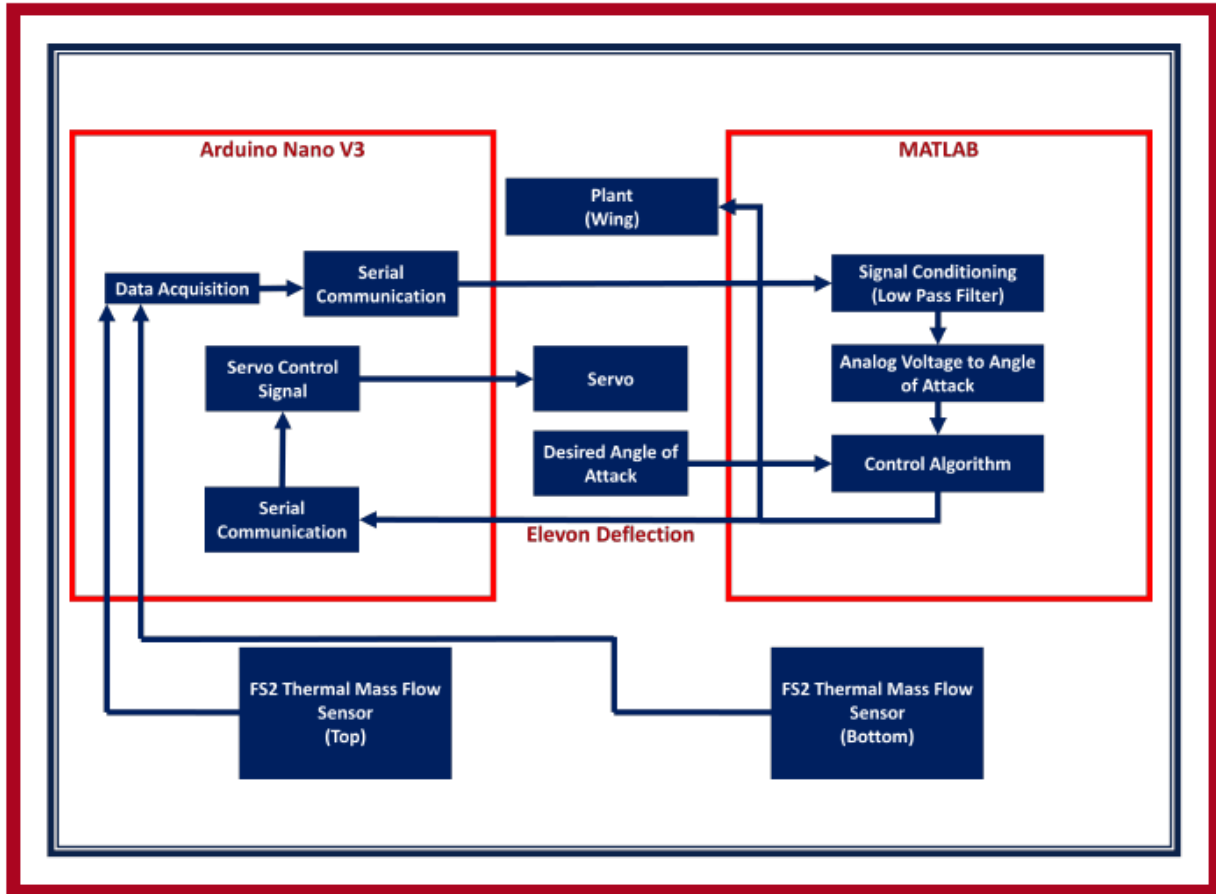 Arduino Nano V3
MATLAB
Plant
(Wing)
Data Acquisition
Serial
Communication
Signal Conditioning
(Low Pass Filter)
Servo Control
Signal
Servo
Analog Voltage to Angle
of Attack
Desired Angle of
Attack
Control Algorithm
Serial
Communication
Elevon Deflection
FS2 Thermal Mass Flow
Sensor
(Top)
FS2 Thermal Mass Flow
Sensor
(Bottom)